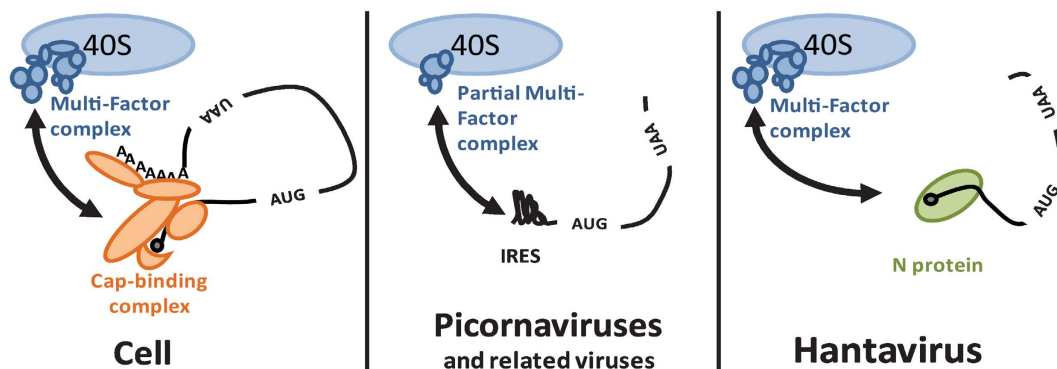 40S
Multi-Factor
complex
UAA
AAAAAAA
AUG
Cap-binding
complex
Cell
40S
Partial Multi-
Factor
complex
UAA
AUG
IRES
Picornaviruses
and related viruses
40S
Multi-Factor
complex
UAA
AUG
N protein
Hantavirus